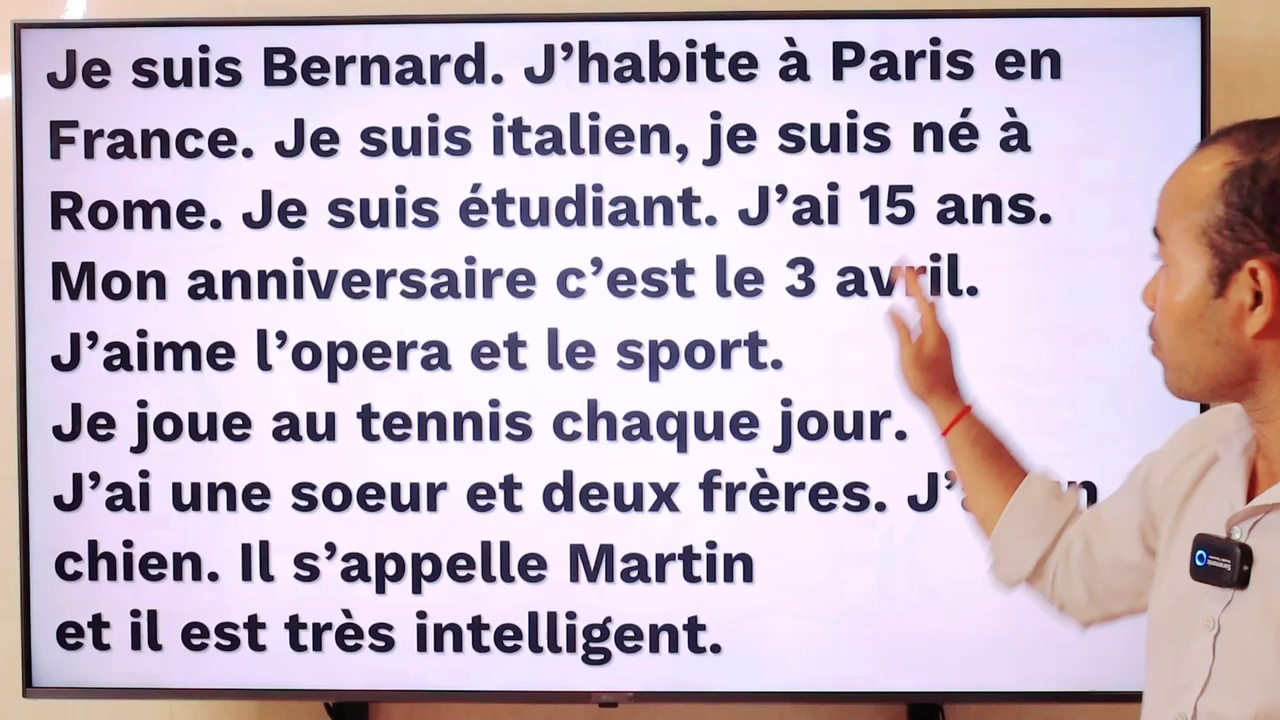 Je suis Bernard. J’habite à Paris en
France. Je suis italien, je suis né à
Rome. Je suis étudiant. J’ai 15 ans.
Mon anniversaire c’est le 3 avril.
J’aime l’opera et le sport.
Je joue au tennis chaque jour.
J’ai une soeur et deux frères.
chien. Il s’appelle Martin
et il est très intelligent.